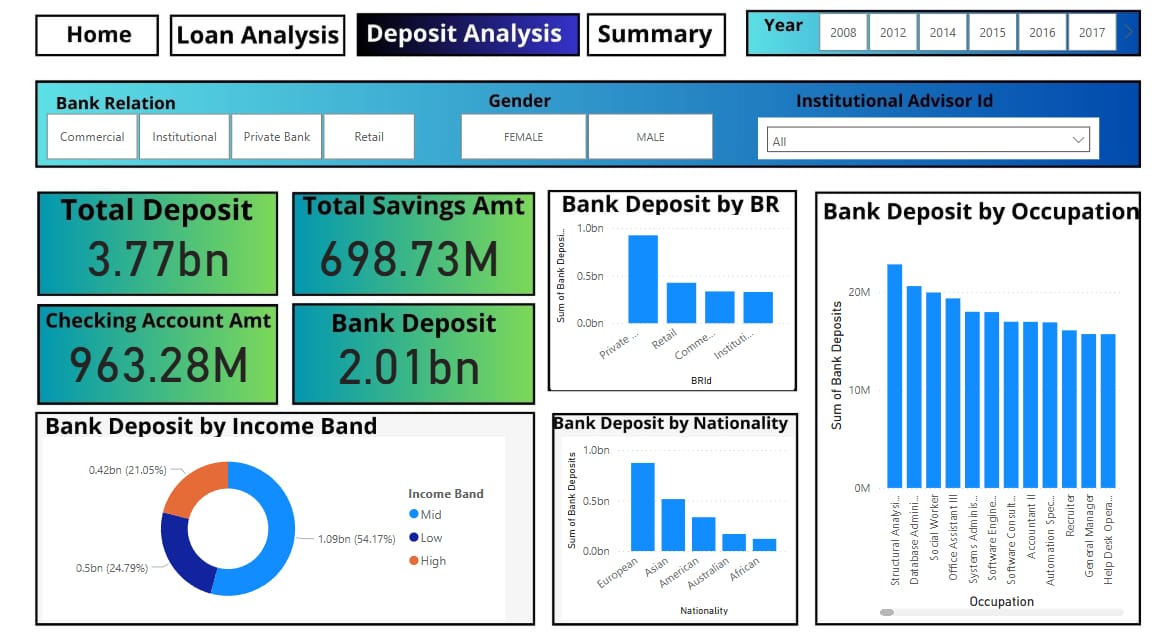 Home
Loan Analysis
Deposit Analysis
Summary
Year
2008
2012
2014
2015
2016
2017
Bank Relation
Commercial
Institutional
Private Bank
Retail
Gender
FEMALE
MALE
Institutional Advisor Id
All
Total Deposit
3.77bn
Total Savings Amt
698.73M
Checking Account Amt
963.28M
Bank Deposit
2.01bn
Bank Deposit by BR
Sum of Bank Deposi...
1.0bn
0.5bn
0.0bn
Private ...
Retail
Comme...
Instituti...
BRId
Bank Deposit by Occupation
Sum of Bank Deposits
20M
10M
0M
Structural Analysi...
Database Admini...
Social Worker
Office Assistant III
Systems Adminis...
Software Engine...
Software Consult...
Accountant II
Automation Spec...
Recruiter
General Manager
Help Desk Opera...
Occupation
Bank Deposit by Income Band
0.42bn (21.05%)
0.5bn (24.79%)
1.09bn (54.17%)
Income Band
Mid
Low
High
Bank Deposit by Nationality
Sum of Bank Deposits
1.0bn
0.5bn
0.0bn
European
Asian
American
Australian
African
Nationality